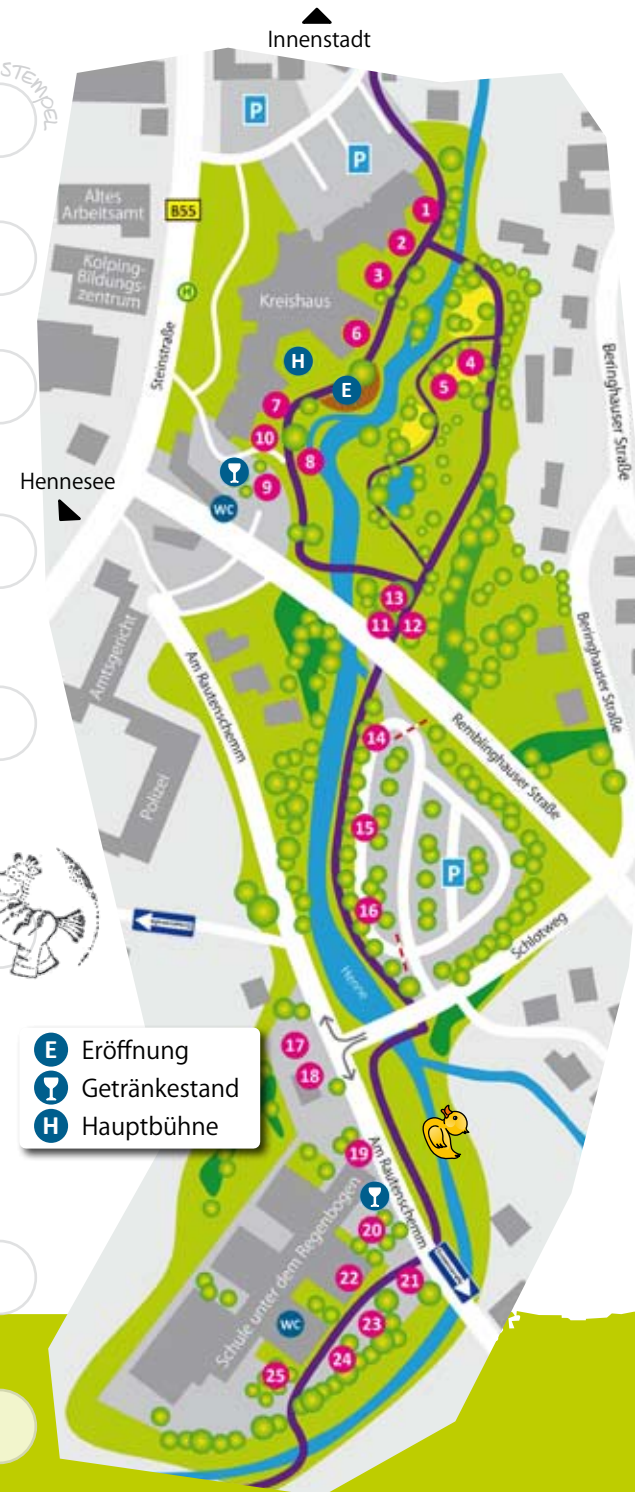 Innenstadt
STEMPEL
P
P
Altes
Arbeitsamt
B55
1
2
Kolping-
Bildungs-
zentrum
3
H
Kreishaus
6
Steinstraße
Beringhauser Straße
H
4
E
5
7
10
8
Hennesee
9
WC
13
11
12
Amtsgericht
Am Rautenschemm
Beringhauser Straße
14
Remblinghauser Straße
Polizei
15
P
16
Schlotweg
Henne
17
E Eröffnung
Getränkestand
H Hauptbühne
18
19
Am Rautenschemm
20
Schule unter dem Regenbogen
22
21
WC
23
24
25